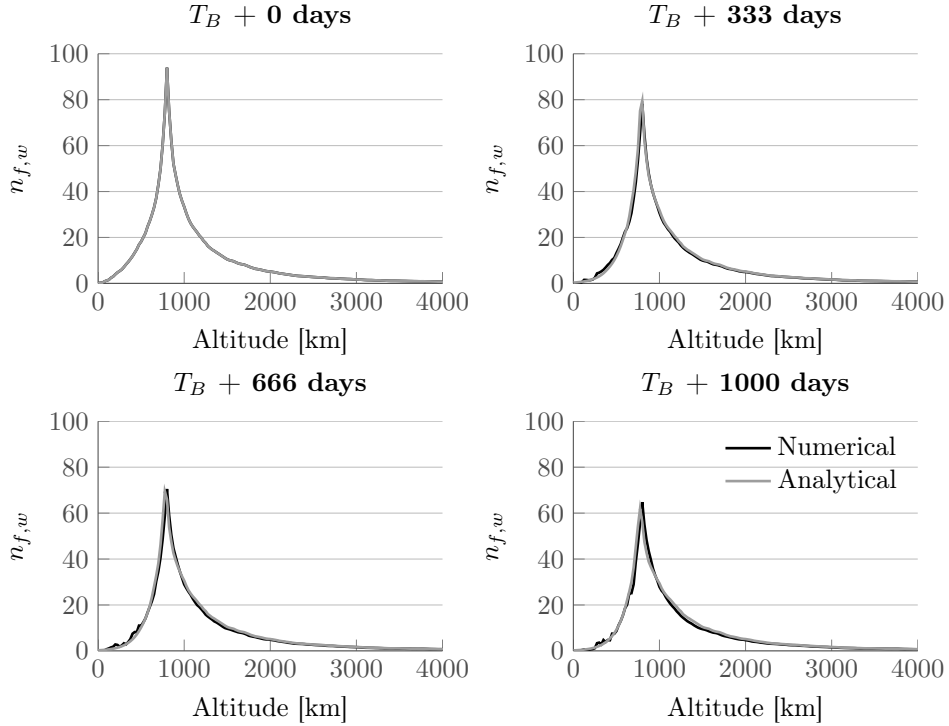 T_B + 0 days
100
80
60
40
20
0
n_{f,w}
0 1000 2000 3000 4000
Altitude [km]
T_B + 333 days
100
80
60
40
20
0
n_{f,w}
0 1000 2000 3000 4000
Altitude [km]
T_B + 666 days
100
80
60
40
20
0
n_{f,w}
0 1000 2000 3000 4000
Altitude [km]
T_B + 1000 days
100
80
60
40
20
0
n_{f,w}
Numerical
Analytical
0 1000 2000 3000 4000
Altitude [km]